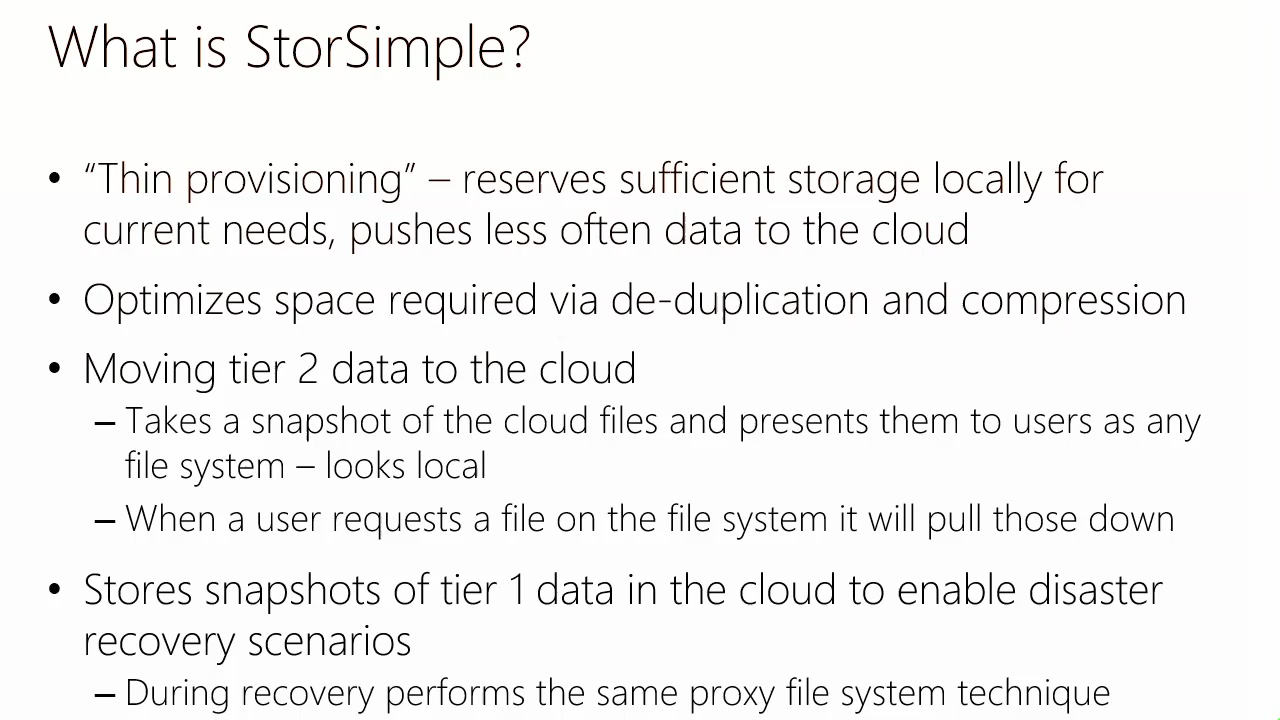 What is StorSimple?
• “Thin provisioning” – reserves sufficient storage locally for
current needs, pushes less often data to the cloud
• Optimizes space required via de-duplication and compression
• Moving tier 2 data to the cloud
– Takes a snapshot of the cloud files and presents them to users as any
file system – looks local
– When a user requests a file on the file system it will pull those down
• Stores snapshots of tier 1 data in the cloud to enable disaster
recovery scenarios
– During recovery performs the same proxy file system technique